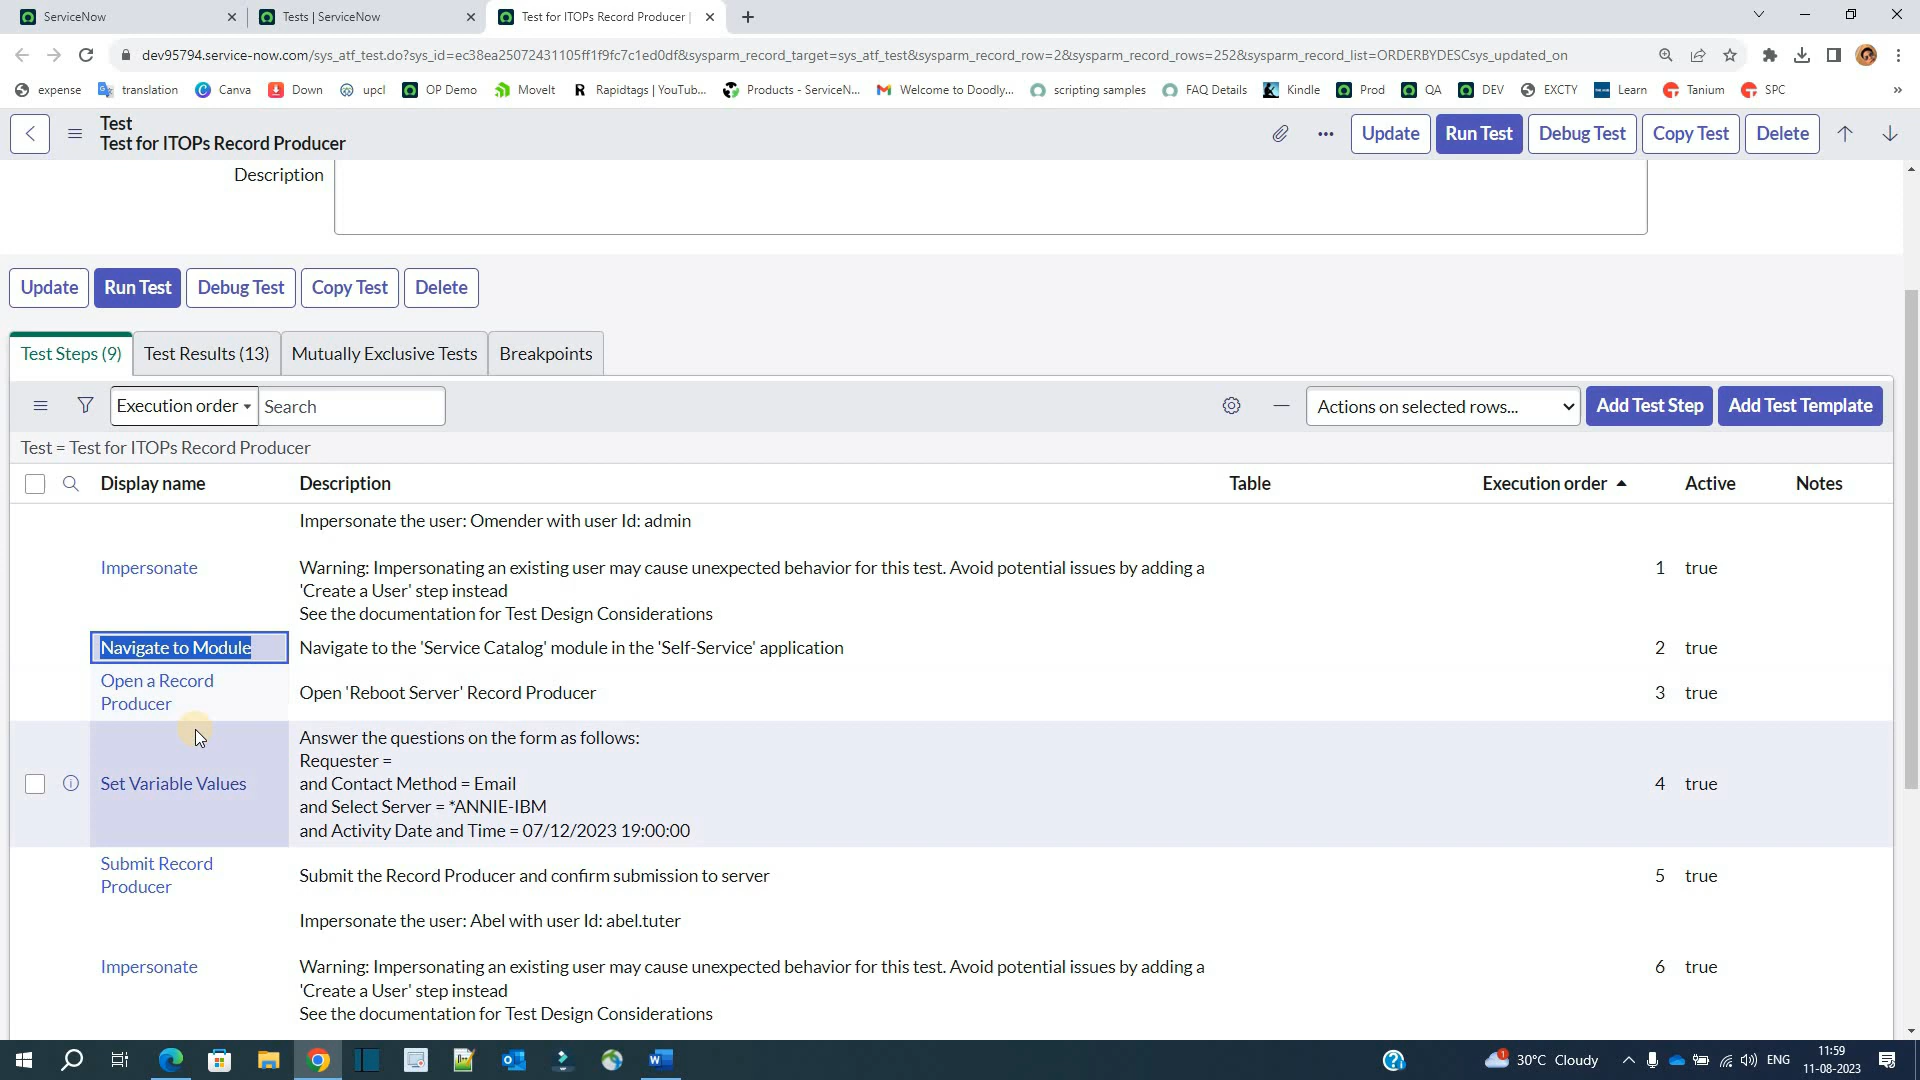 ServiceNow
Tests | ServiceNow
Test for ITOPs Record Producer |
dev95794.service-now.com/sys_atf_test.do?sys_id=ec38ea25072431105ff1f9fc7c1ed0df&sysparm_record_target=sys_atf_test&sysparm_record_row=2&sysparm_record_rows=252&sysparm_record_list=ORDERBYDESCsys_updated_on
expense translation Canva Down upcl OP Demo MoveIt Rapidtags | YouTub... Products - ServiceN... Welcome to Doodly... scripting samples FAQ Details Kindle Prod QA DEV EXCTY Learn Tanium SPC »
Test
Test for ITOPs Record Producer
Update Run Test Debug Test Copy Test Delete
Description
Update Run Test Debug Test Copy Test Delete
Test Steps (9) Test Results (13) Mutually Exclusive Tests Breakpoints
Execution order Search Actions on selected rows... Add Test Step Add Test Template
Test = Test for ITOPs Record Producer
Display name Description Table Execution order Active Notes
Impersonate the user: Omender with user Id: admin
Impersonate Warning: Impersonating an existing user may cause unexpected behavior for this test. Avoid potential issues by adding a 1 true
'Create a User' step instead
See the documentation for Test Design Considerations
Navigate to Module Navigate to the 'Service Catalog' module in the 'Self-Service' application 2 true
Open a Record
Producer
Open 'Reboot Server' Record Producer 3 true
Answer the questions on the form as follows:
Requester =
Set Variable Values and Contact Method = Email 4 true
and Select Server = *ANNIE-IBM
and Activity Date and Time = 07/12/2023 19:00:00
Submit Record
Producer
Submit the Record Producer and confirm submission to server 5 true
Impersonate the user: Abel with user Id: abel.tuter
Impersonate Warning: Impersonating an existing user may cause unexpected behavior for this test. Avoid potential issues by adding a 6 true
'Create a User' step instead
See the documentation for Test Design Considerations
1 30°C Cloudy ENG 11:59
11-08-2023